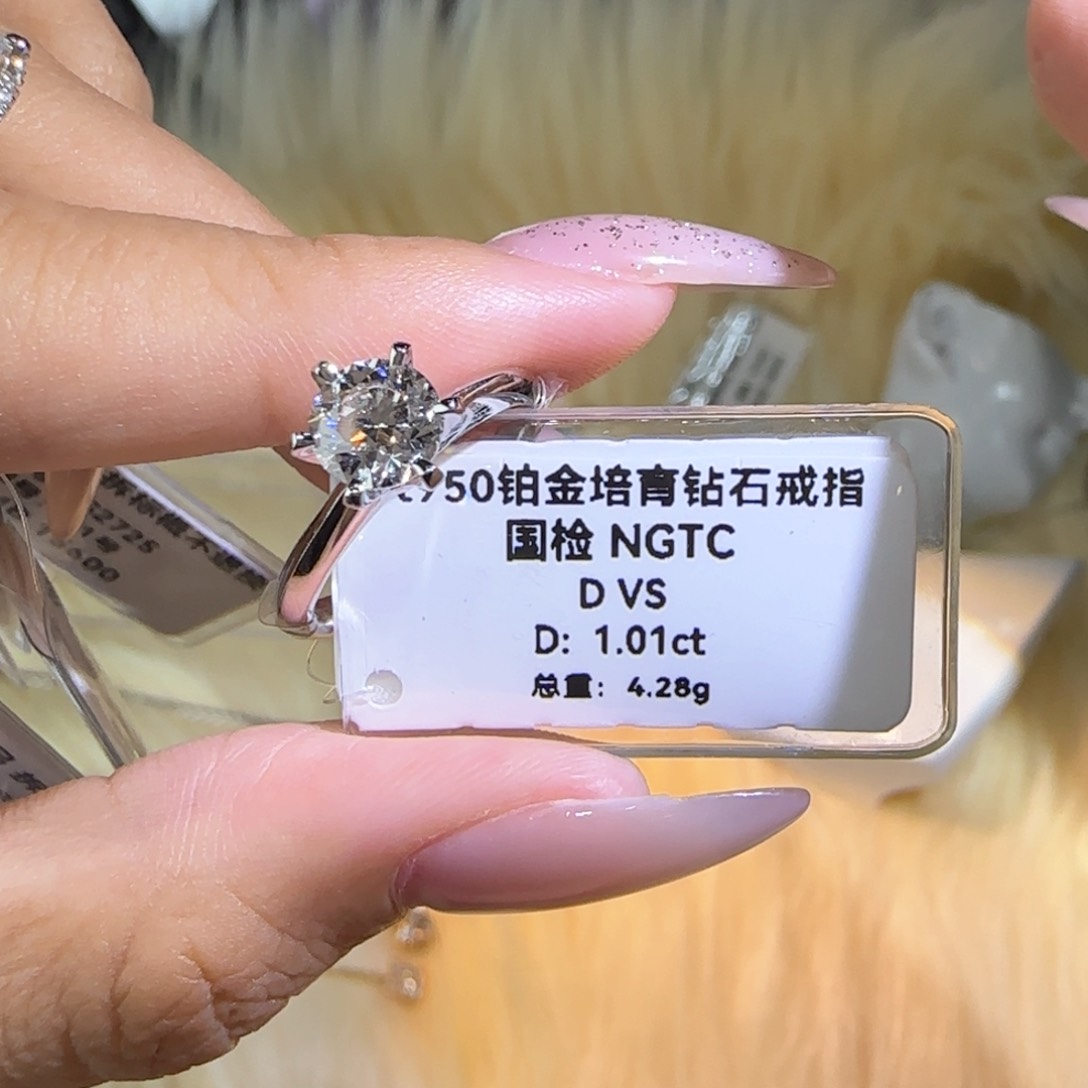 950铂金培育钻石戒指
国检 NGTC
D VS
D: 1.01ct
总重: 4.28g